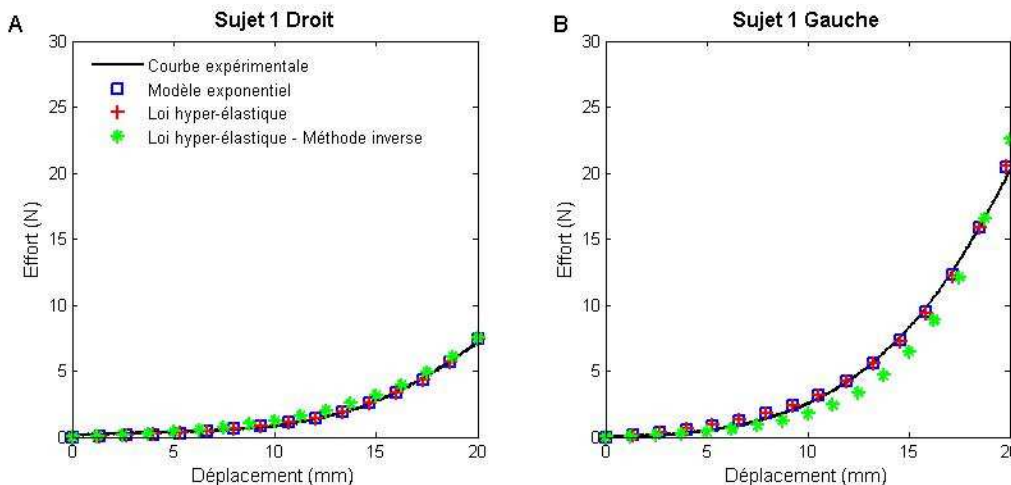 A
Sujet 1 Droit
30
25
20
15
10
5
0
Effort (N)
Courbe expérimentale
Modèle exponentiel
Loi hyper-élastique
Loi hyper-élastique - Méthode inverse
0 5 10 15 20
Déplacement (mm)
B
Sujet 1 Gauche
30
25
20
15
10
5
0
Effort (N)
0 5 10 15 20
Déplacement (mm)